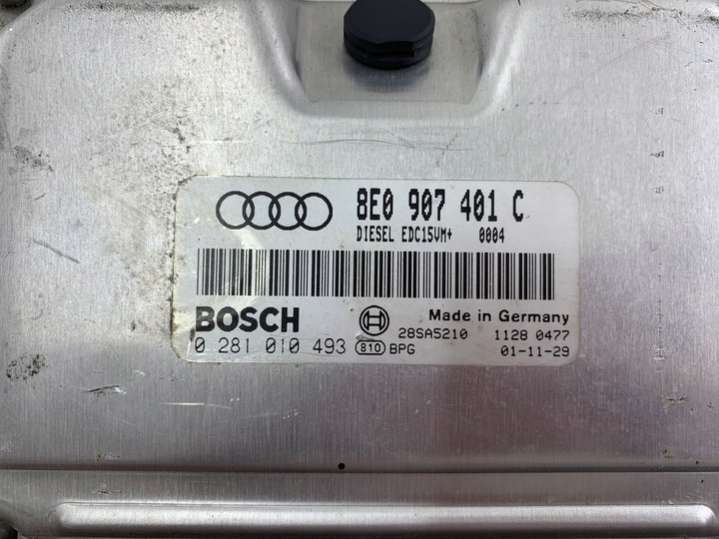 8E0 907 401 C
DIESEL EDC15VM+ 0004
BOSCH
Made in Germany
28SA5210 1128 0477
0 281 010 493 810 BPG 01-11-29